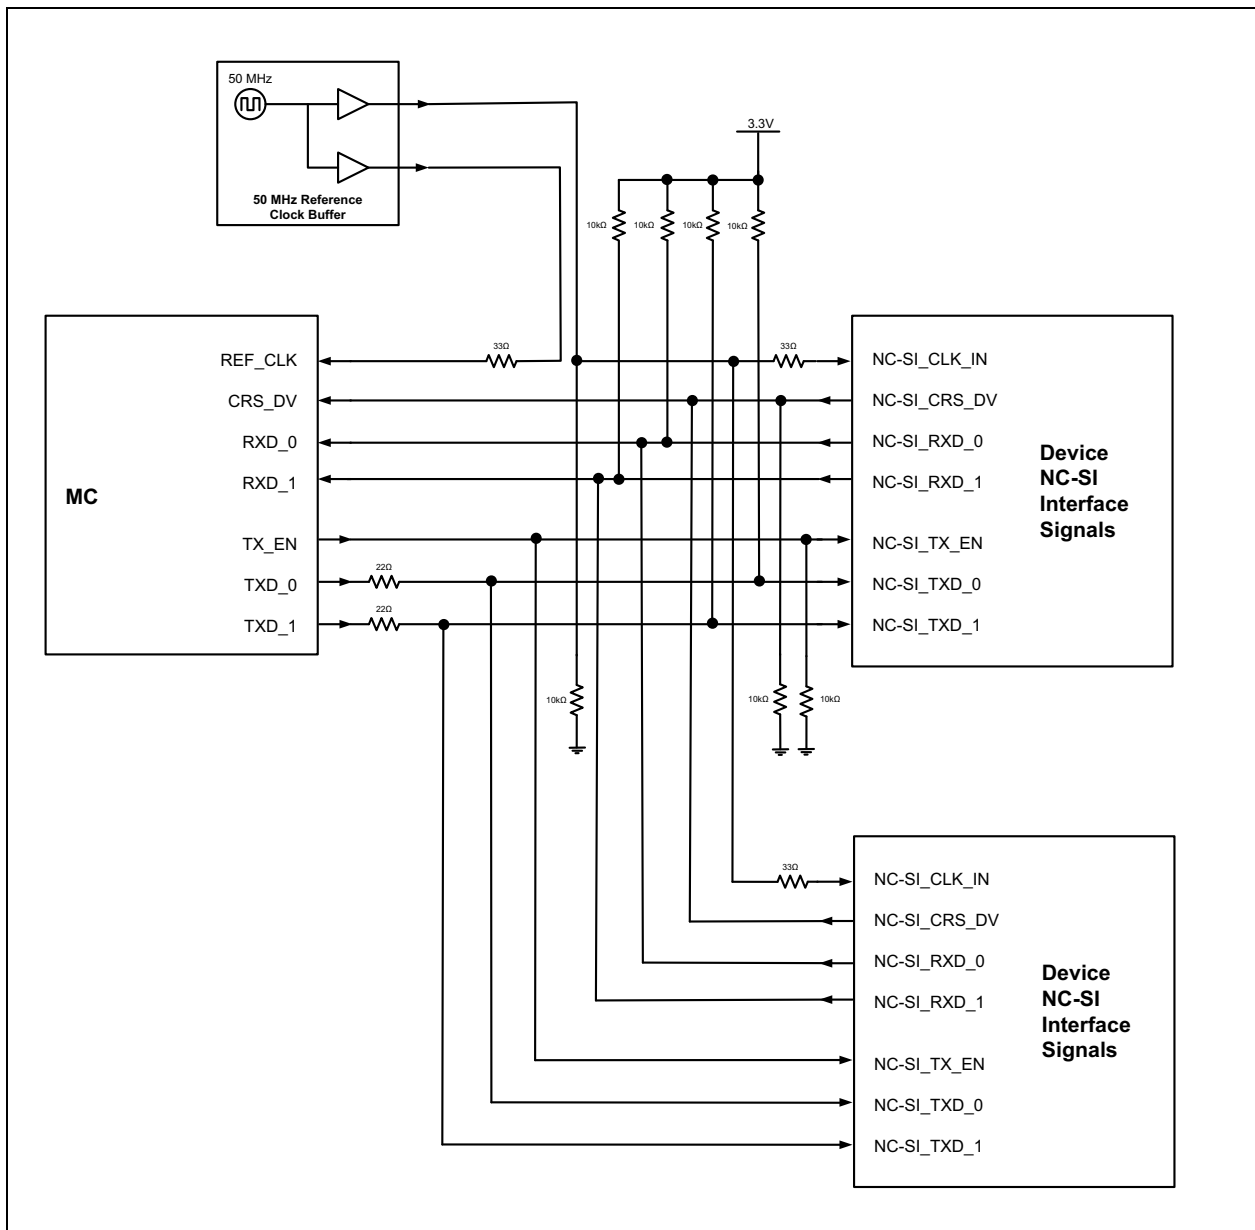 50 MHz
50 MHz Reference
Clock Buffer
3.3V
10kΩ
10kΩ
10kΩ
10kΩ
MC
REF_CLK
CRS_DV
RXD_0
RXD_1
TX_EN
TXD_0
TXD_1
33Ω
33Ω
22Ω
22Ω
NC-SI_CLK_IN
NC-SI_CRS_DV
NC-SI_RXD_0
NC-SI_RXD_1
NC-SI_TX_EN
NC-SI_TXD_0
NC-SI_TXD_1
Device
NC-SI
Interface
Signals
10kΩ
10kΩ
10kΩ
33Ω
NC-SI_CLK_IN
NC-SI_CRS_DV
NC-SI_RXD_0
NC-SI_RXD_1
NC-SI_TX_EN
NC-SI_TXD_0
NC-SI_TXD_1
Device
NC-SI
Interface
Signals